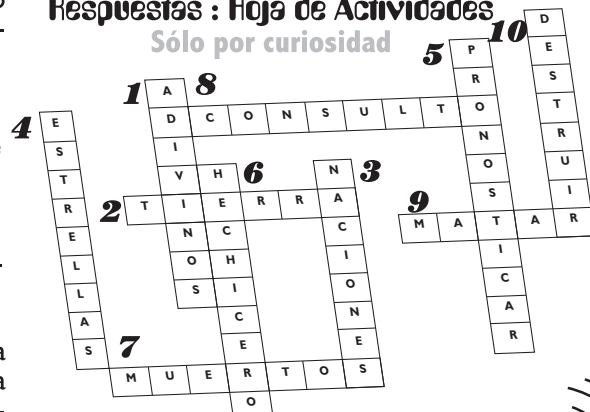 Respuestas : Hoja de Actividades
Sólo por curiosidad
1 ADIVINOS
2 TIERRA
3 NACIONES
4 ESTRELLAS
5 PRONOSTICAR
6 HECHICERO
7 MUERTOS
8 CONSULTO
9 MATAR
10 DESTRUIR
a
a